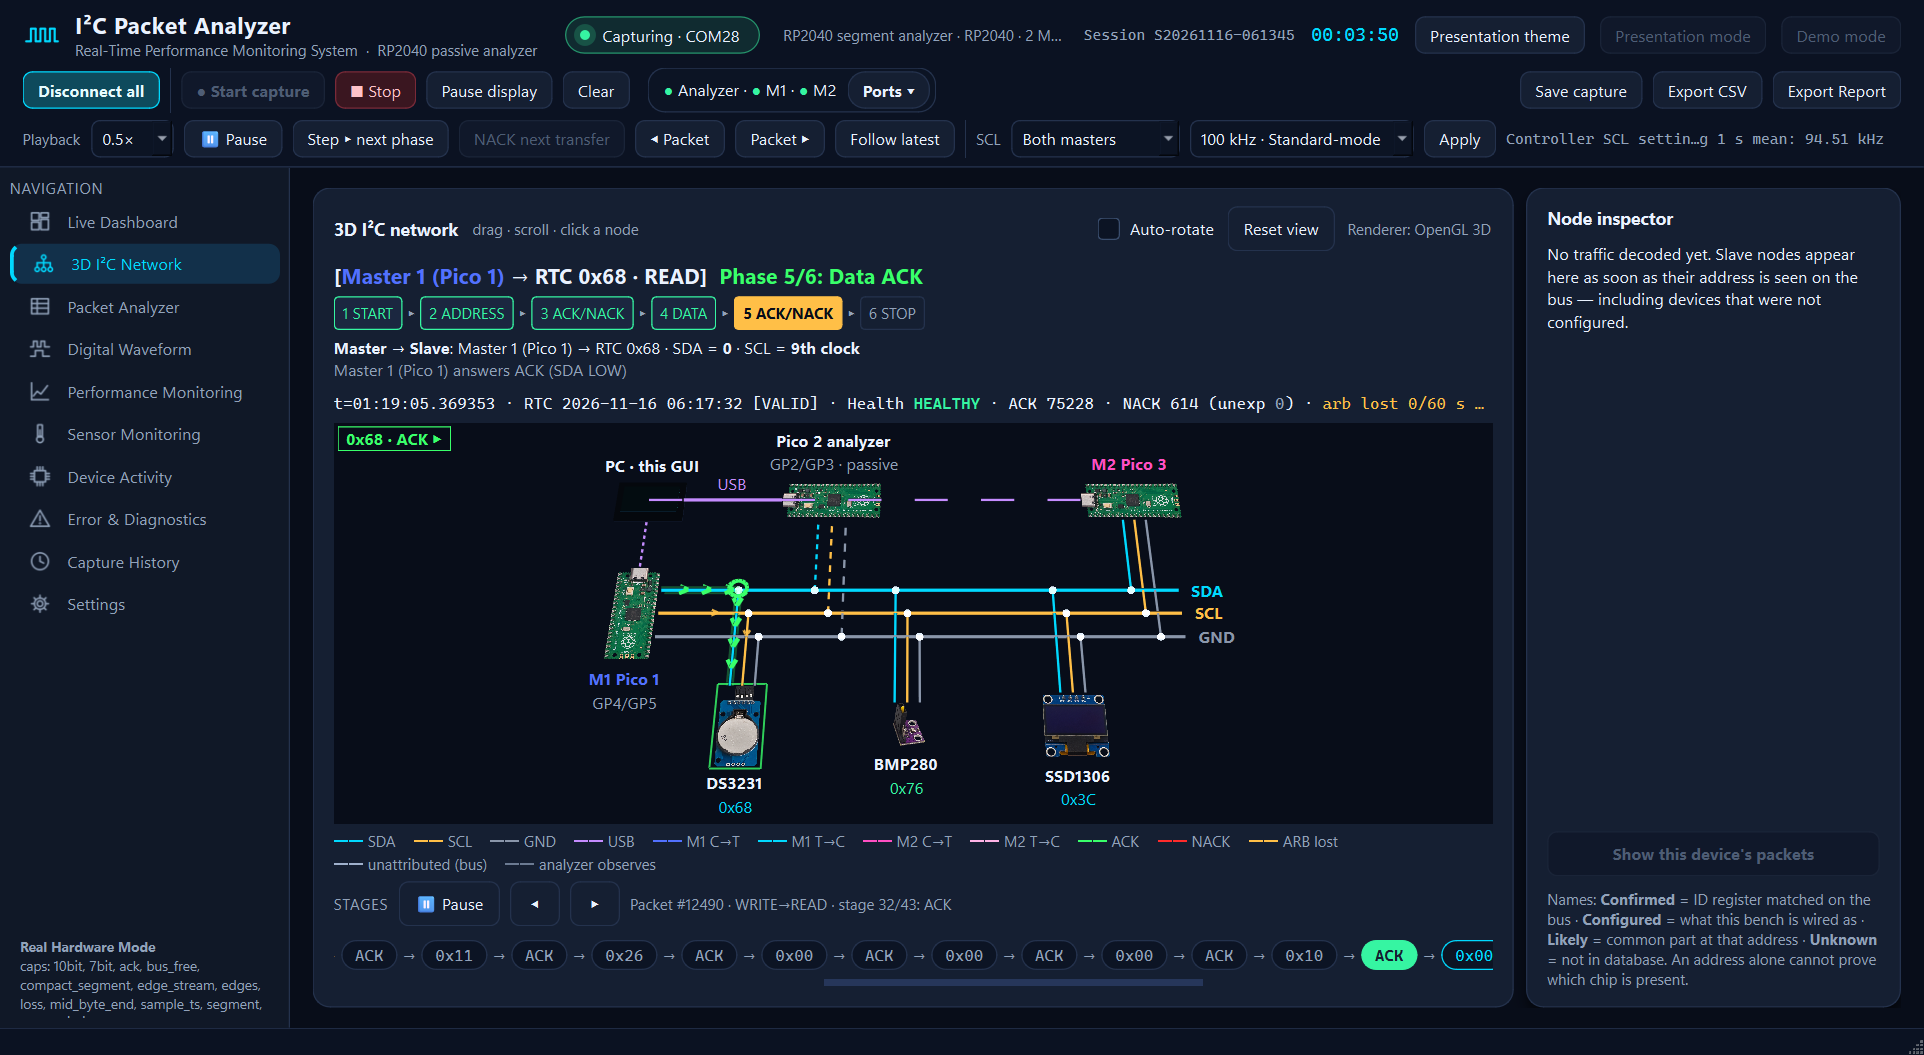 I²C Packet Analyzer
Real-Time Performance Monitoring System · RP2040 passive analyzer
Capturing · COM28
RP2040 segment analyzer · RP2040 · 2 M…
Session S20261116-061345
00:03:50
Presentation theme
Presentation mode
Demo mode
Disconnect all
● Start capture
■ Stop
Pause display
Clear
● Analyzer · ● M1 · ● M2
Ports ▾
Save capture
Export CSV
Export Report
Playback
0.5×
⏸ Pause
Step ▸ next phase
NACK next transfer
◂ Packet
Packet ▸
Follow latest
SCL
Both masters
100 kHz · Standard-mode
Apply
Controller SCL settin…g 1 s mean: 94.51 kHz
NAVIGATION
Live Dashboard
3D I²C Network
Packet Analyzer
Digital Waveform
Performance Monitoring
Sensor Monitoring
Device Activity
Error & Diagnostics
Capture History
Settings
Real Hardware Mode
caps: 10bit, 7bit, ack, bus_free,
compact_segment, edge_stream, edges,
loss, mid_byte_end, sample_ts, segment,
3D I²C network drag · scroll · click a node
Auto-rotate
Reset view
Renderer: OpenGL 3D
[Master 1 (Pico 1) → RTC 0x68 · READ] Phase 5/6: Data ACK
1 START ▸ 2 ADDRESS ▸ 3 ACK/NACK ▸ 4 DATA ▸ 5 ACK/NACK ▸ 6 STOP
Master → Slave: Master 1 (Pico 1) → RTC 0x68 · SDA = 0 · SCL = 9th clock
Master 1 (Pico 1) answers ACK (SDA LOW)
t=01:19:05.369353 · RTC 2026-11-16 06:17:32 [VALID] · Health HEALTHY · ACK 75228 · NACK 614 (unexp 0) · arb lost 0/60 s …
0x68 · ACK ▸
Pico 2 analyzer
GP2/GP3 · passive
PC · this GUI
USB
M2 Pico 3
SDA
SCL
GND
M1 Pico 1
GP4/GP5
DS3231
0x68
BMP280
0x76
SSD1306
0x3C
SDA SCL GND USB M1 C→T M1 T→C M2 C→T M2 T→C ACK NACK ARB lost
unattributed (bus) analyzer observes
STAGES
⏸ Pause
◂
▸
Packet #12490 · WRITE→READ · stage 32/43: ACK
ACK → 0x11 → ACK → 0x26 → ACK → 0x00 → ACK → 0x00 → ACK → 0x00 → ACK → 0x10 → ACK → 0x00
Node inspector
No traffic decoded yet. Slave nodes appear
here as soon as their address is seen on the
bus — including devices that were not
configured.
Show this device's packets
Names: Confirmed = ID register matched on the
bus · Configured = what this bench is wired as ·
Likely = common part at that address · Unknown
= not in database. An address alone cannot prove
which chip is present.